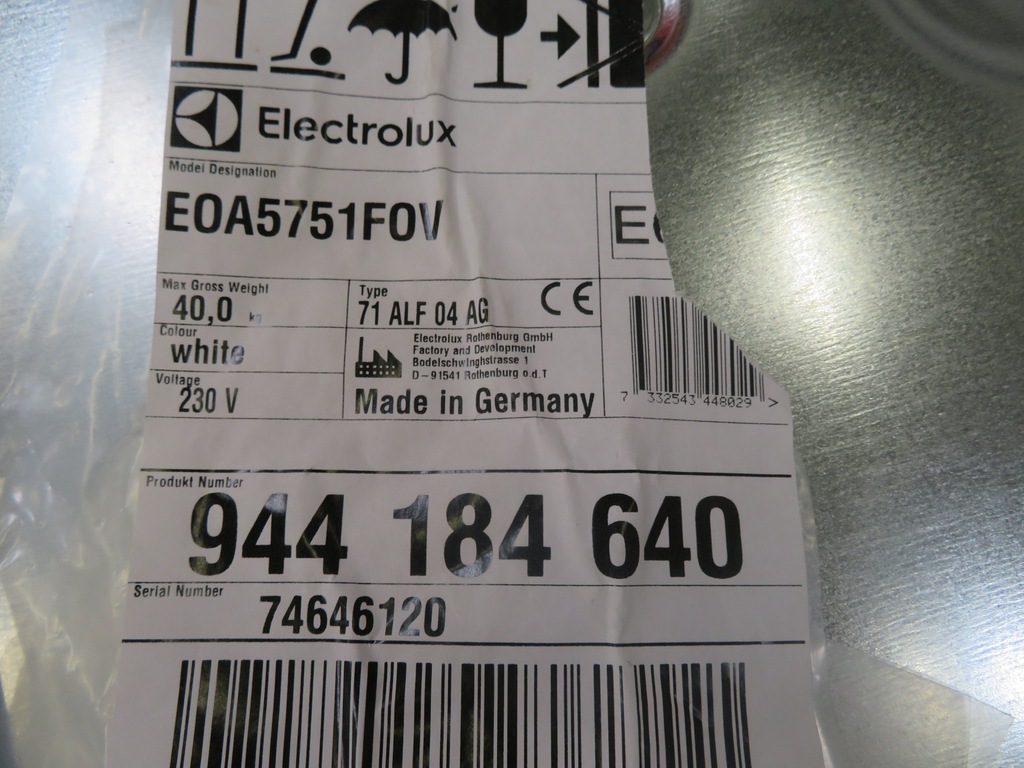 Electrolux
Model Designation
EOA5751FOV
Max Gross Weight
40,0 kg
Colour
white
Voltage
230 V
Type
71 ALF 04 AG
CE
Electrolux Rothenburg GmbH
Factory and Development
Bodelschwinghstrasse 1
D-91541 Rothenburg o.d.T
Made in Germany
7 332543 448029 >
Produkt Number
944 184 640
Serial Number
74646120